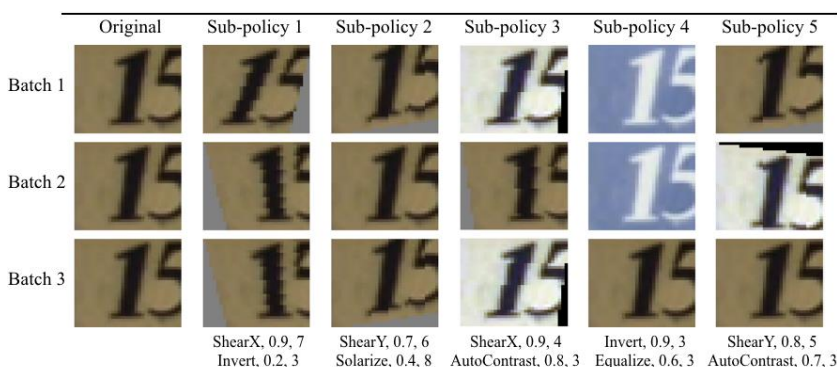 Original Sub-policy 1 Sub-policy 2 Sub-policy 3 Sub-policy 4 Sub-policy 5
Batch 1 15 15 15 15 15 15
Batch 2 15 15 15 15 15 15
Batch 3 15 15 15 15 15 15
ShearX, 0.9, 7 ShearY, 0.7, 6 ShearX, 0.9, 4 Invert, 0.9, 3 ShearY, 0.8, 5
Invert, 0.2, 3 Solarize, 0.4, 8 AutoContrast, 0.8, 3 Equalize, 0.6, 3 AutoContrast, 0.7, 3